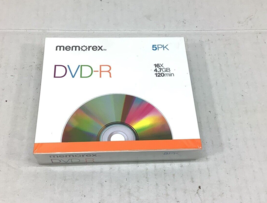 memorex
5PK
DVD-R
16X
4.7GB
120min